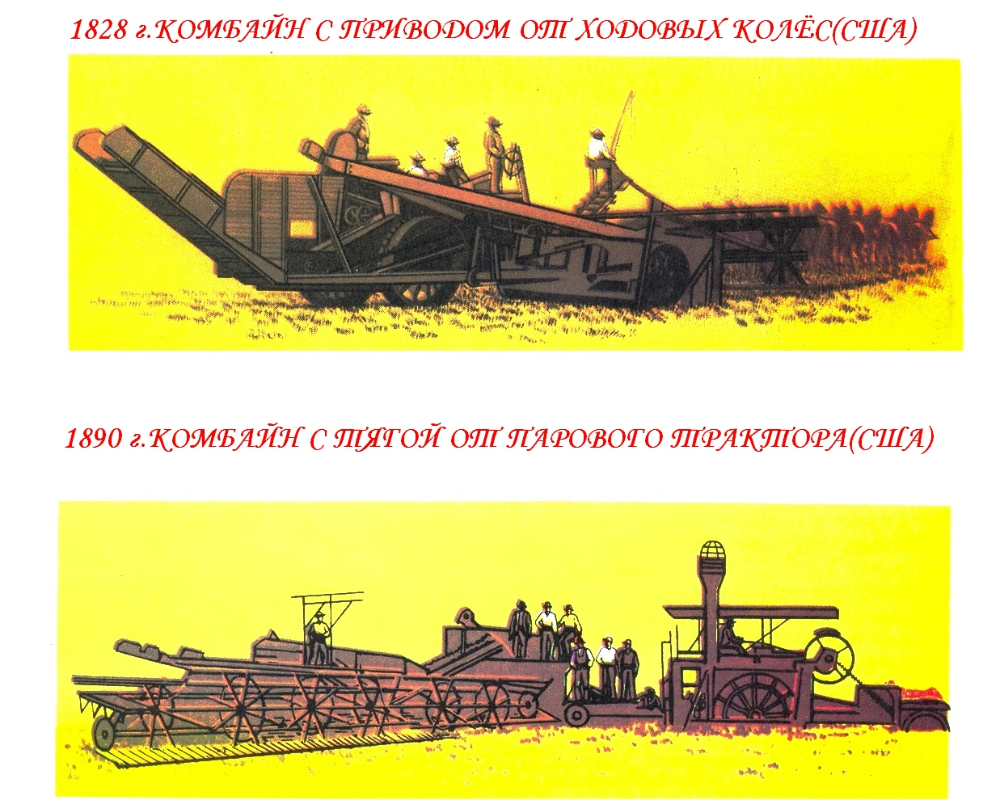 1828 г.КОМБАЙН С ПРИВОДОМ ОТ ХОДОВЫХ КОЛЁС(США)
1890 г.КОМБАЙН С ТЯГОЙ ОТ ПАРОВОГО ТРАКТОРА(США)